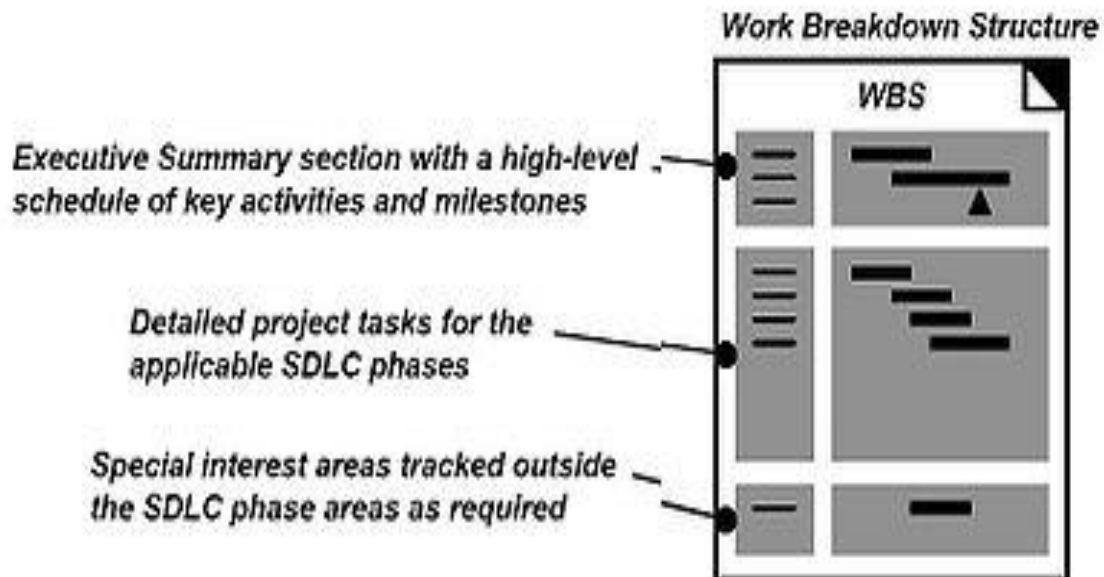 Work Breakdown Structure
WBS
Executive Summary section with a high-level
schedule of key activities and milestones
Detailed project tasks for the
applicable SDLC phases
Special interest areas tracked outside
the SDLC phase areas as required